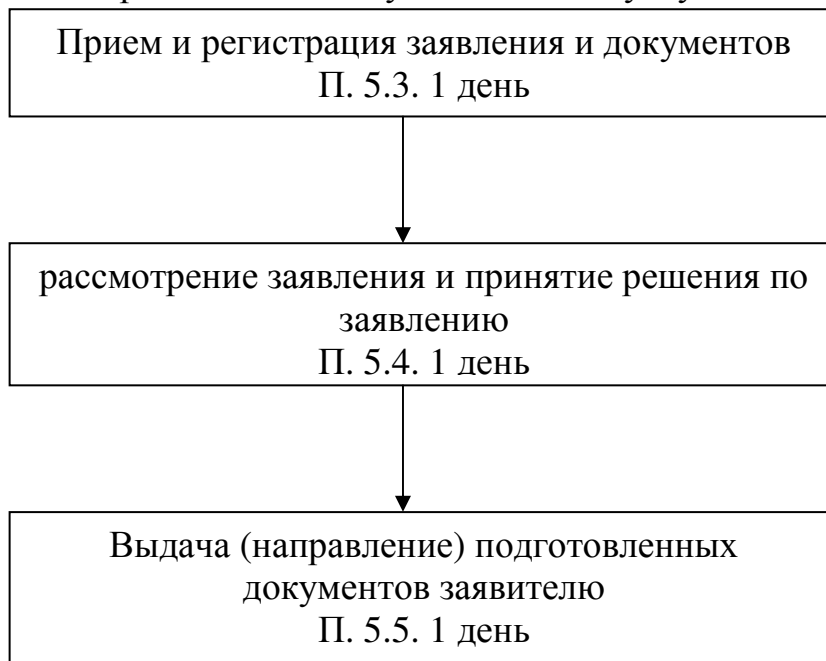 Прием и регистрация заявления и документов
П. 5.3. 1 день
рассмотрение заявления и принятие решения по
заявлению
П. 5.4. 1 день
Выдача (направление) подготовленных
документов заявителю
П. 5.5. 1 день